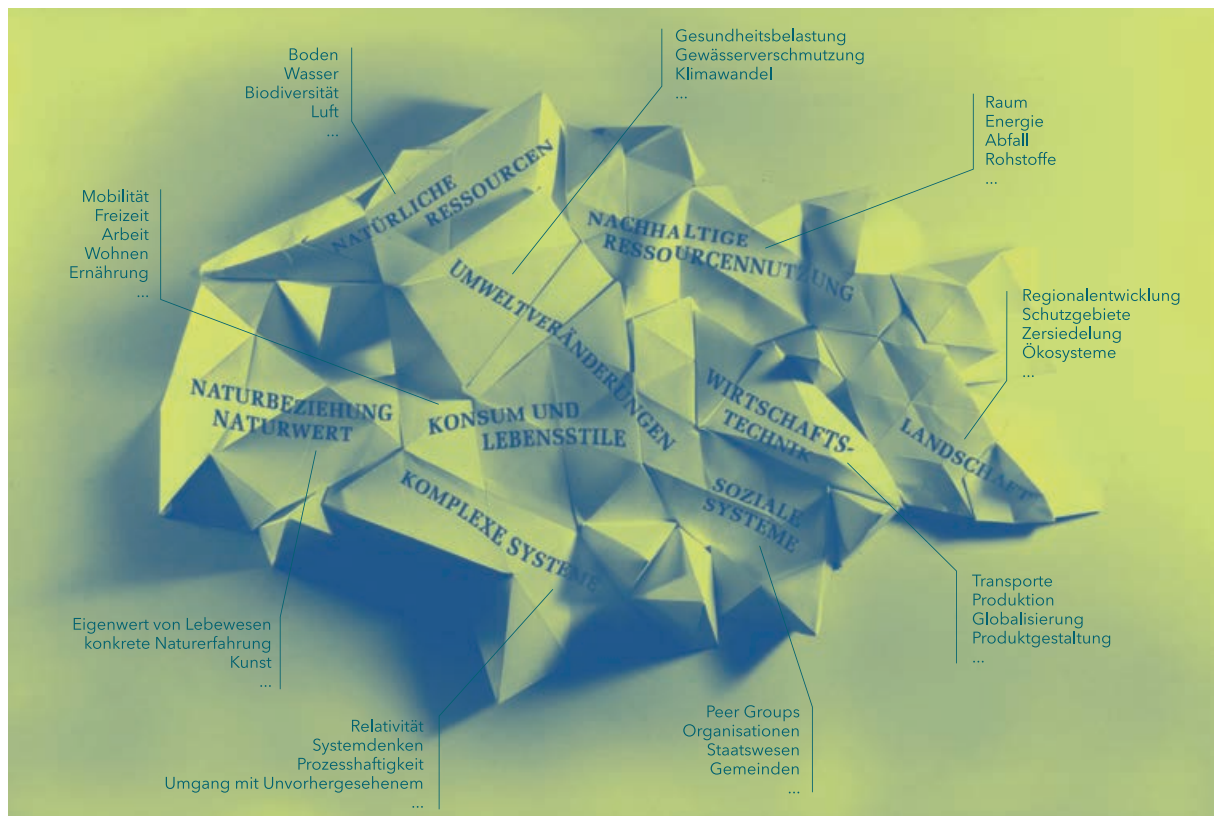 Boden
Wasser
Biodiversität
Luft
...
Gesundheitsbelastung
Gewässerverschmutzung
Klimawandel
...
Raum
Energie
Abfall
Rohstoffe
...
Mobilität
Freizeit
Arbeit
Wohnen
Ernährung
...
NATÜRLICHE
RESSOURCEN
NACHHALTIGE
RESSOURCENNUTZUNG
UMWELTVERÄNDERUNGEN
Regionalentwicklung
Schutzgebiete
Zersiedelung
Ökosysteme
...
NATURBEZIEHUNG
NATURWERT
KONSUM UND
LEBENSSTILE
WIRTSCHAFTS-
TECHNIK
LANDSCHAFT
KOMPLEXE SYSTEME
SOZIALE
SYSTEME
Eigenwert von Lebewesen
konkrete Naturerfahrung
Kunst
...
Transporte
Produktion
Globalisierung
Produktgestaltung
...
Relativität
Systemdenken
Prozesshaftigkeit
Umgang mit Unvorhergesehenem
...
Peer Groups
Organisationen
Staatswesen
Gemeinden
...